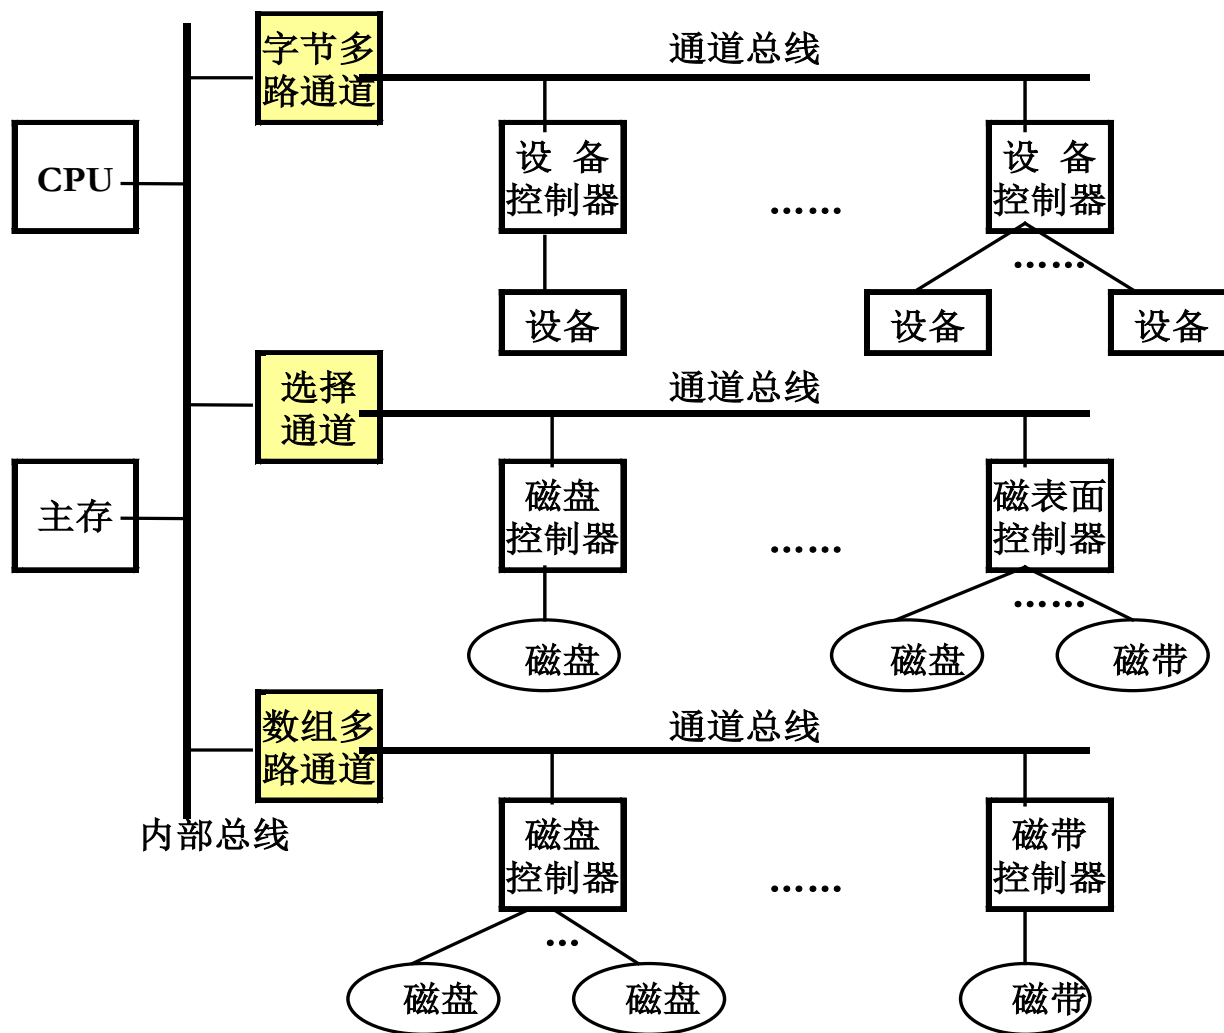 字节多
路通道
通道总线
CPU
设 备
控制器
……
设 备
控制器
……
设备
设备
设备
选择
通道
通道总线
主存
磁盘
控制器
……
磁表面
控制器
……
磁盘
磁盘
磁带
数组多
路通道
通道总线
内部总线
磁盘
控制器
……
磁带
控制器
…
磁盘
磁盘
磁带